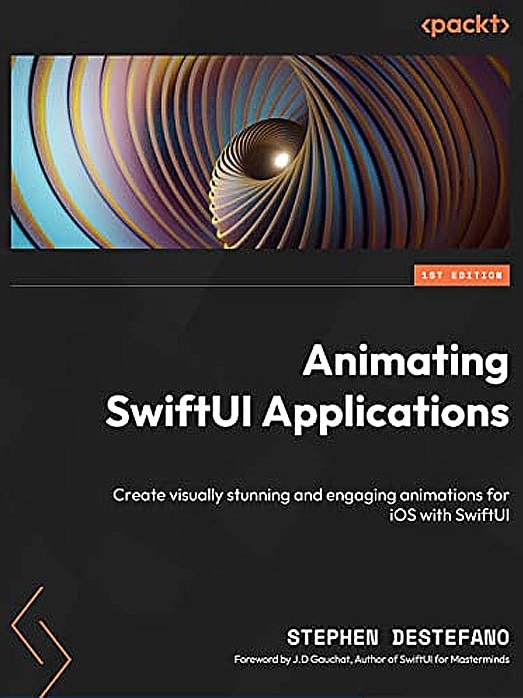 <packt>
1ST EDITION
Animating
SwiftUI Applications
Create visually stunning and engaging animations for
iOS with SwiftUI
STEPHEN DESTEFANO
Foreword by J.D Gauchat, Author of SwiftUI for Masterminds